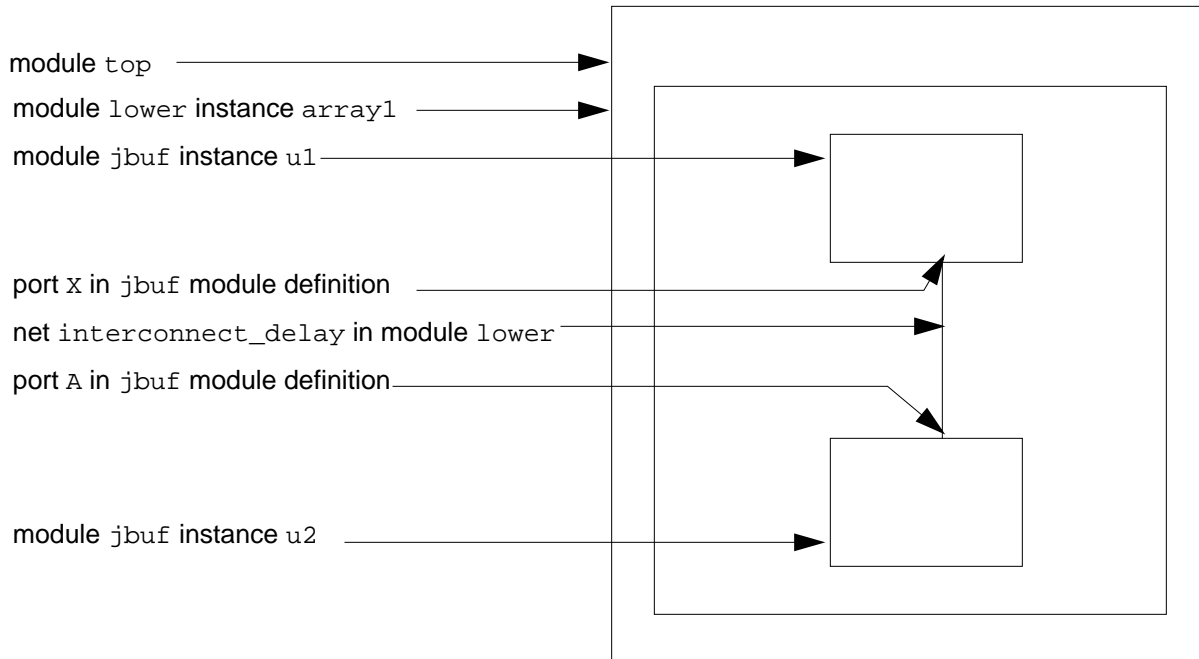 module top
module lower instance array1
module jbuf instance u1
port X in jbuf module definition
net interconnect_delay in module lower
port A in jbuf module definition
module jbuf instance u2